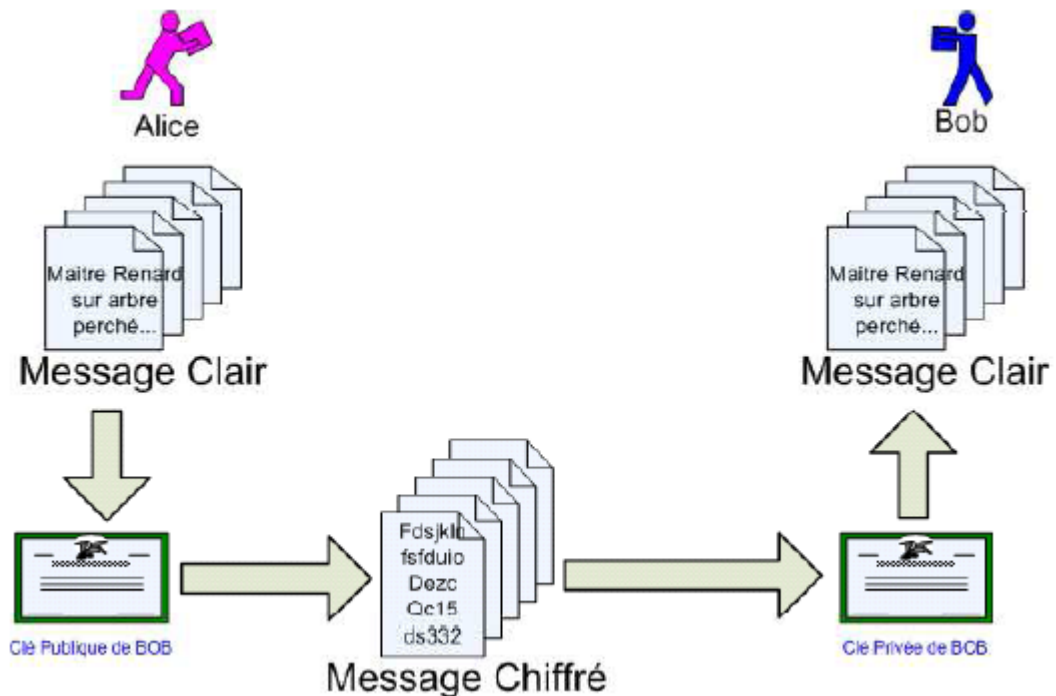 Alice
Bob
Maitre Renard
sur arbre
perché...
Message Clair
Maitre Renard
sur arbre
perché...
Message Clair
Clé Publique de BOB
Fdsjkln
fsfduio
Dezc
Qc15
ds332
Message Chiffré
Clé Privée de BOB